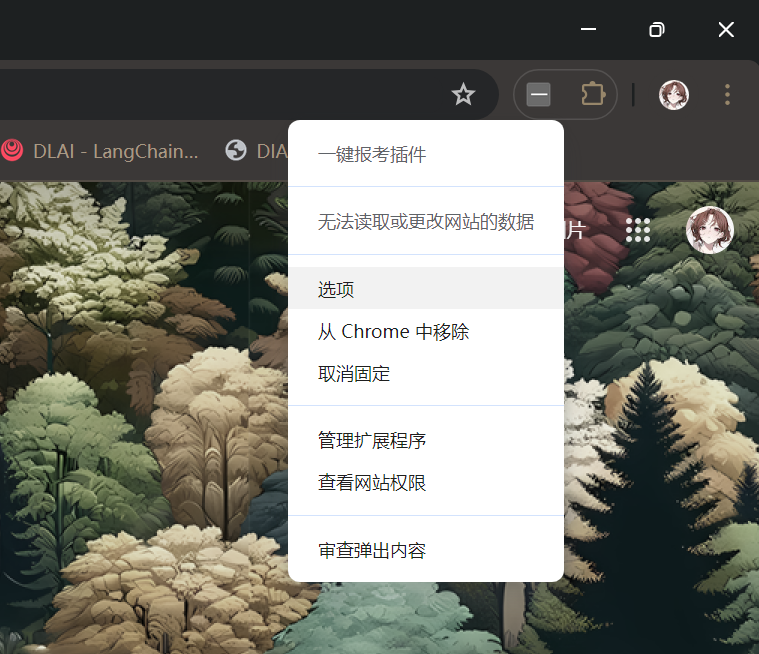 DLAI - LangChain...
DIA
一键报考插件
无法读取或更改网站的数据
片
选项
从 Chrome 中移除
取消固定
管理扩展程序
查看网站权限
审查弹出内容